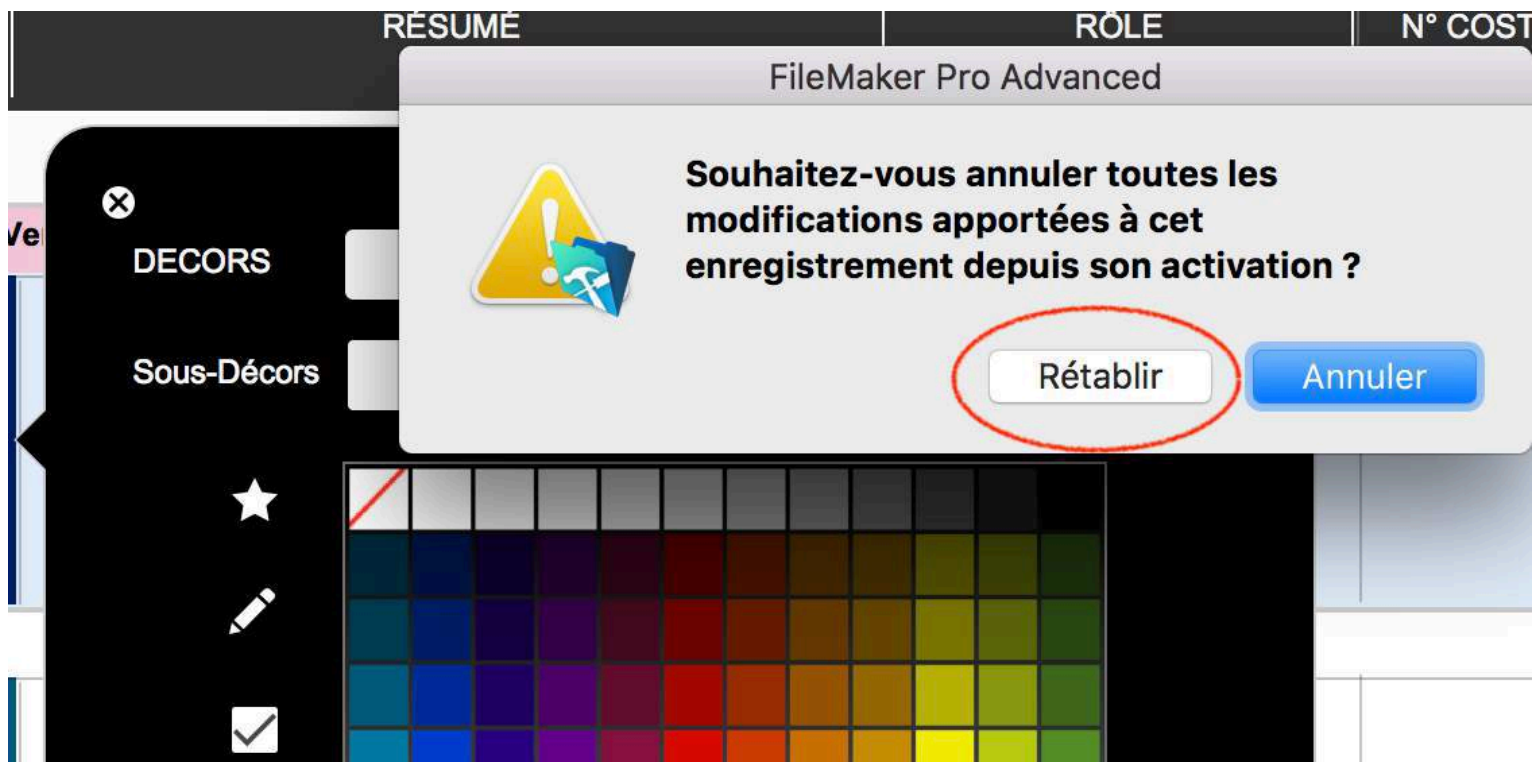 RÉSUMÉ
RÔLE
N° COST
FileMaker Pro Advanced
Souhaitez-vous annuler toutes les
modifications apportées à cet
enregistrement depuis son activation ?
Rétablir
Annuler
Ve
DECORS
Sous-Décors